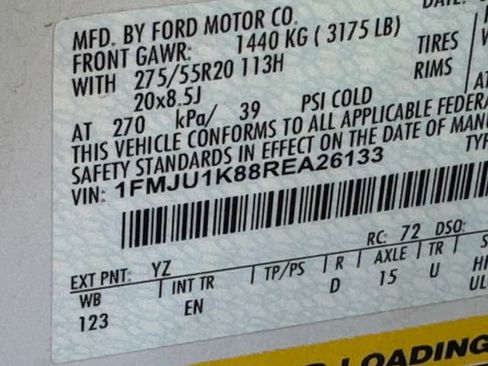 DATE:
MFD. BY FORD MOTOR CO.
FRONT GAWR: 1440 KG ( 3175 LB)
WITH 275/55R20 113H TIRES
20x8.5J RIMS
AT 270 kPa/ 39 PSI COLD
THIS VEHICLE CONFORMS TO ALL APPLICABLE FEDERA
SAFETY STANDARDS IN EFFECT ON THE DATE OF MAN
VIN: 1FMJU1K88REA26133 TYP
RC: 72 DSO:
EXT PNT: YZ
WB INT TR TP/PS R AXLE TR S
123 EN D 15 U
LOADING